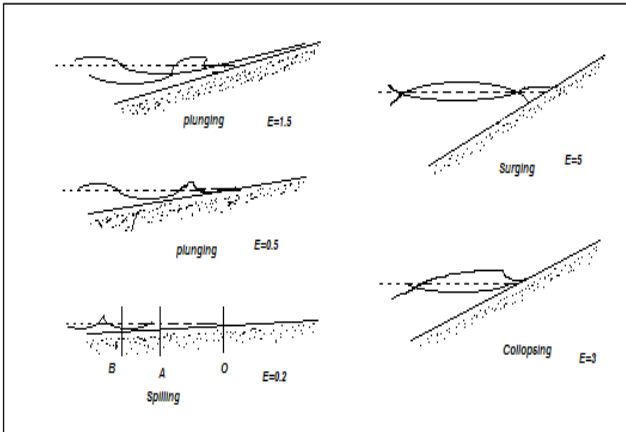 plunging E=1.5
plunging E=0.5
B A O
Spilling E=0.2
Surging E=5
Collopsing E=3